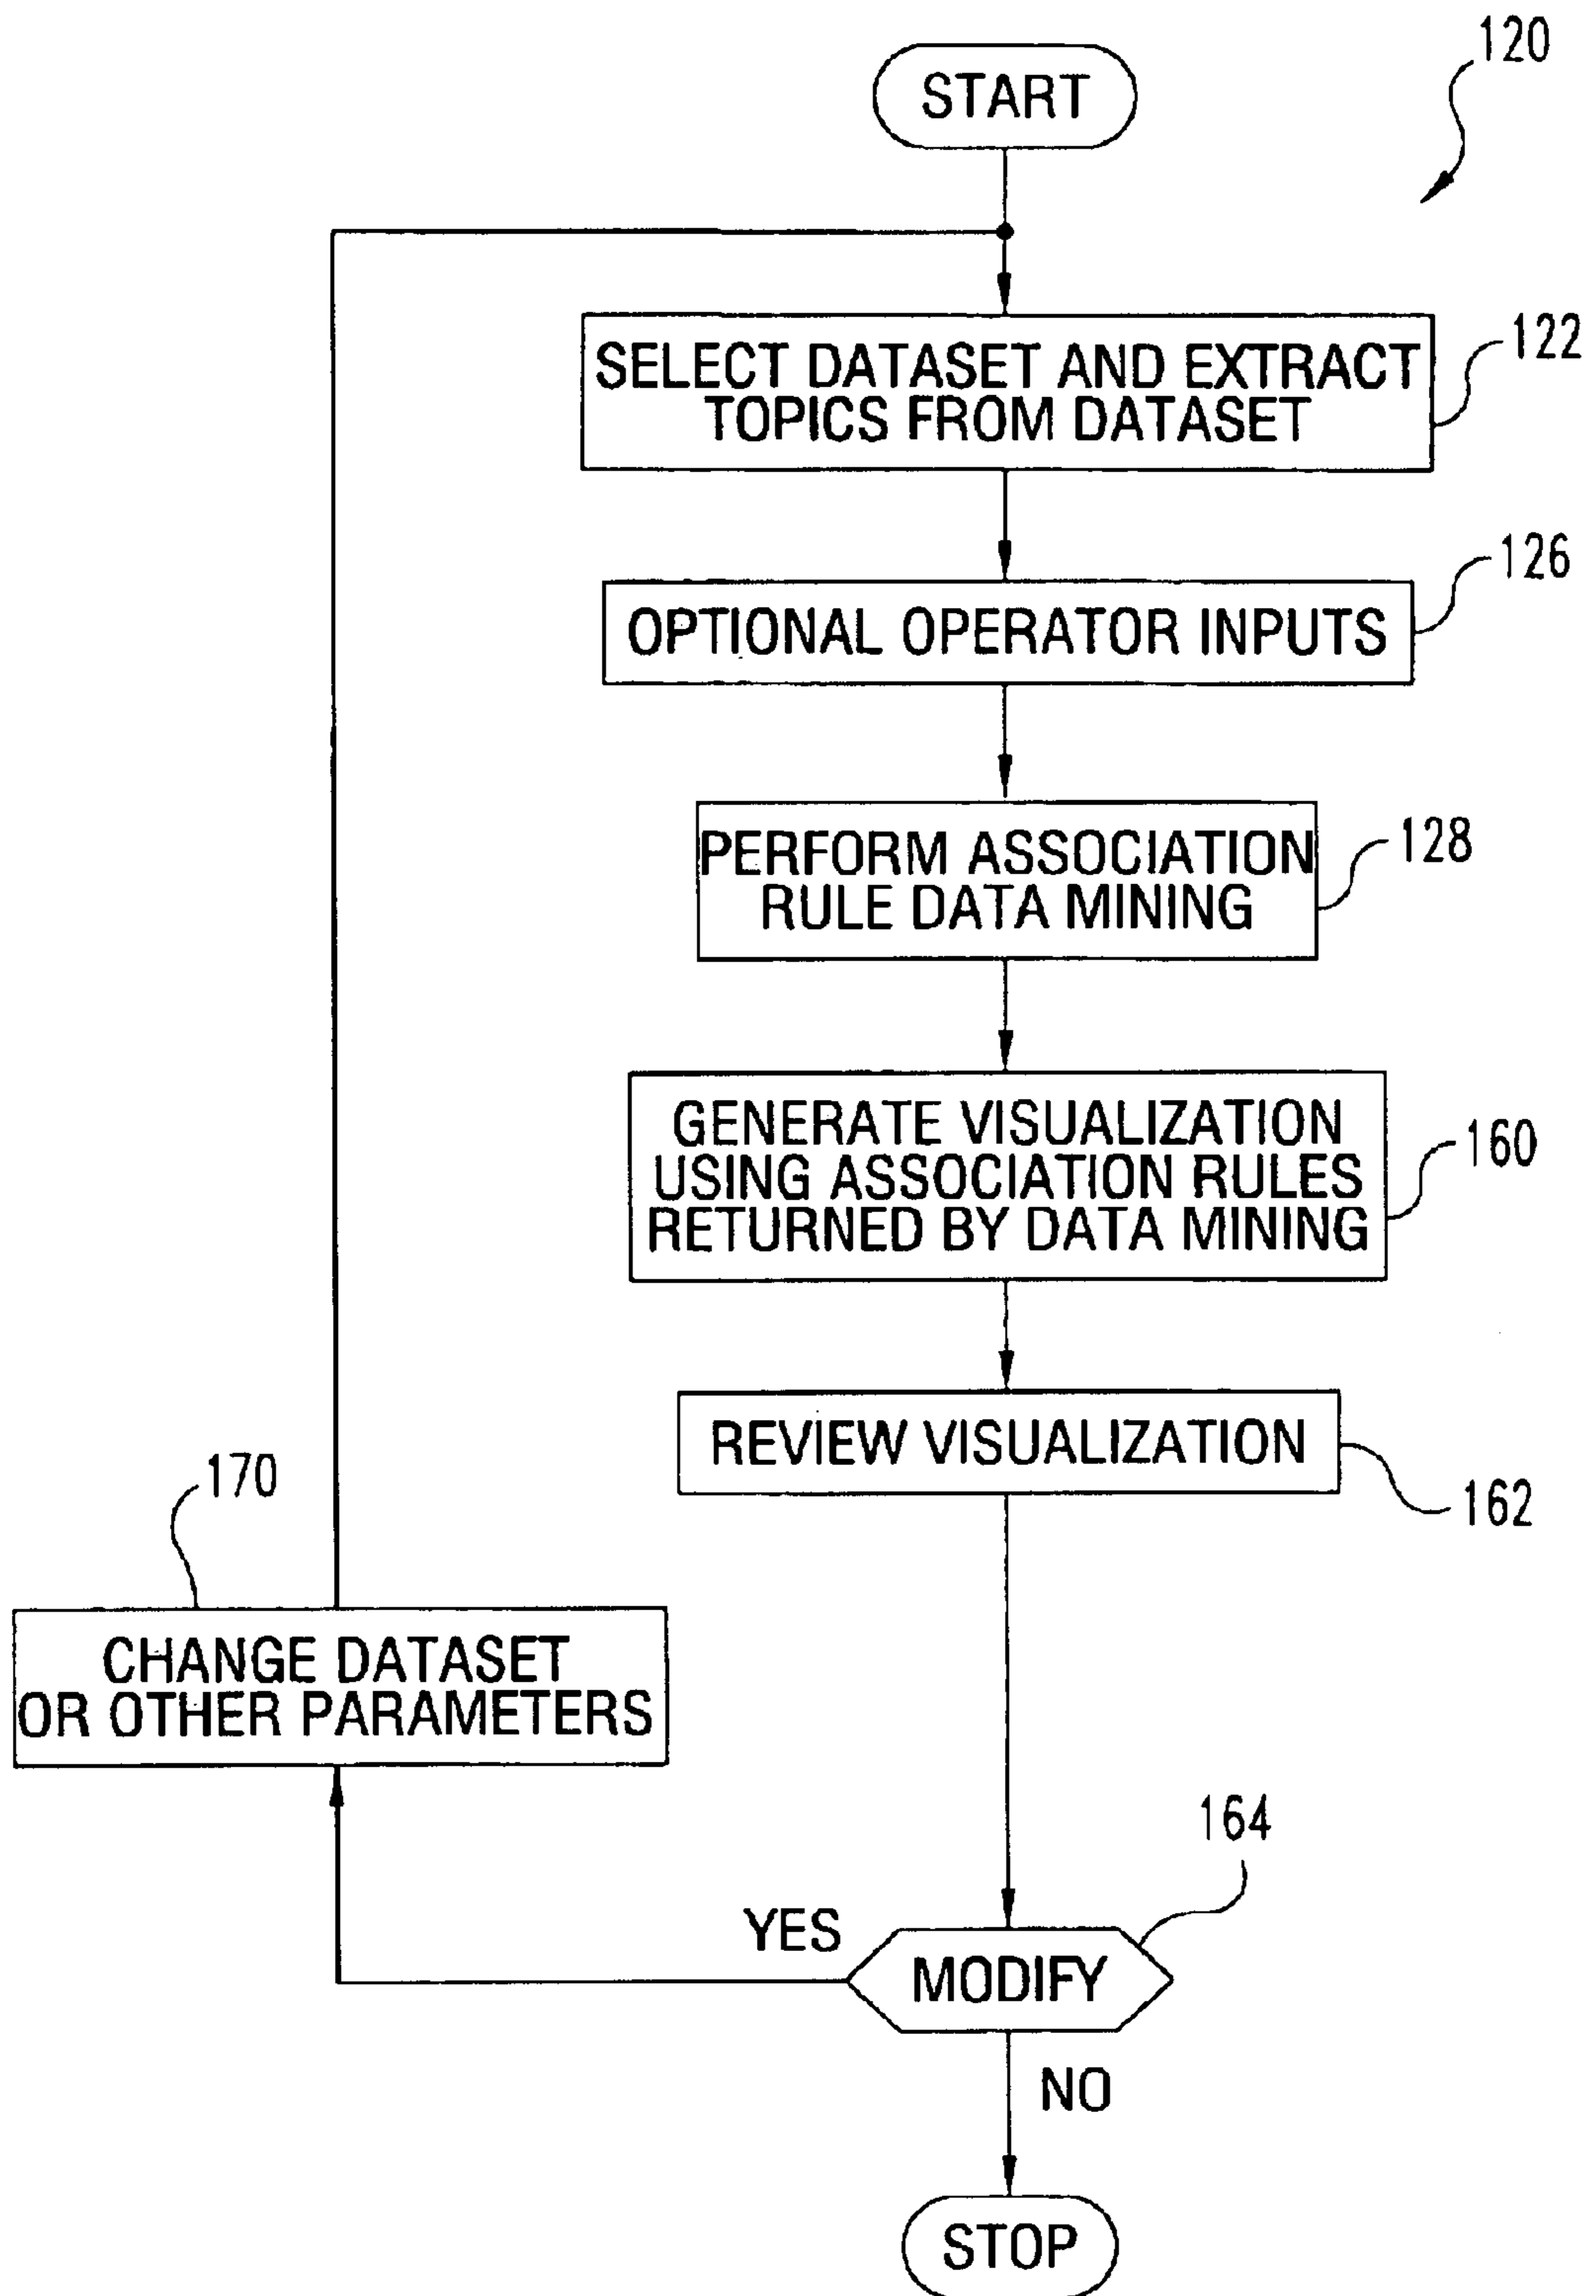 120
START
SELECT DATASET AND EXTRACT
TOPICS FROM DATASET
122
OPTIONAL OPERATOR INPUTS
126
PERFORM ASSOCIATION
RULE DATA MINING
128
GENERATE VISUALIZATION
USING ASSOCIATION RULES
RETURNED BY DATA MINING
160
REVIEW VISUALIZATION
162
170
CHANGE DATASET
OR OTHER PARAMETERS
164
YES
MODIFY
NO
STOP